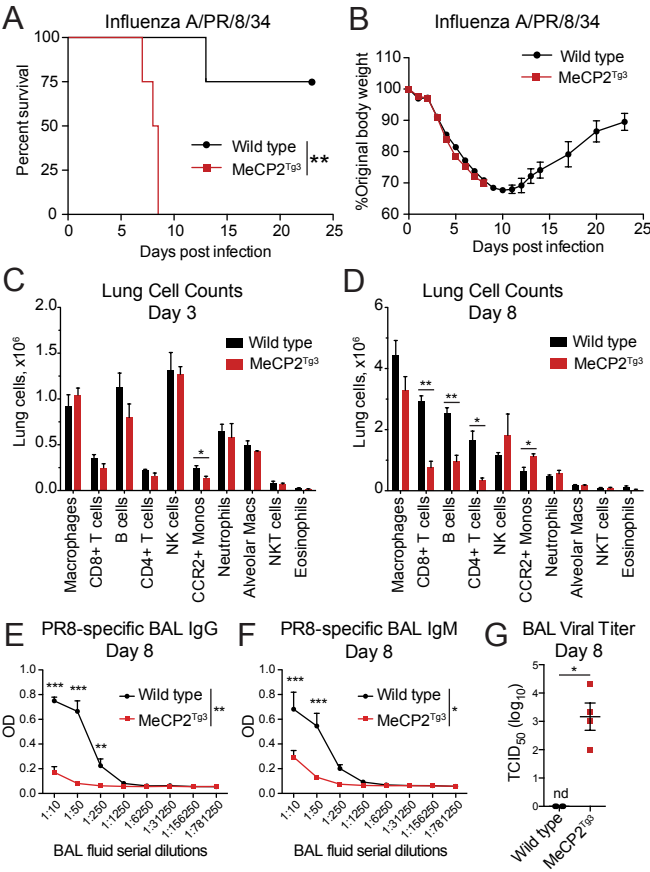 A
Influenza A/PR/8/34
Percent survival
100
75
50
25
0
0 5 10 15 20 25
Days post infection
Wild type
MeCP2Tg3
**
B
Influenza A/PR/8/34
%Original body weight
110
100
90
80
70
60
0 5 10 15 20 25
Days post infection
Wild type
MeCP2Tg3
C
Lung Cell Counts
Day 3
Lung cells, x10⁶
2.0
1.5
1.0
0.5
0.0
Wild type
MeCP2Tg3
*
Macrophages
CD8+ T cells
B cells
CD4+ T cells
NK cells
CCR2+ Monos
Neutrophils
Alveolar Macs
NKT cells
Eosinophils
D
Lung Cell Counts
Day 8
Lung cells, x10⁶
6
4
2
0
Wild type
MeCP2Tg3
**
**
*
*
Macrophages
CD8+ T cells
B cells
CD4+ T cells
NK cells
CCR2+ Monos
Neutrophils
Alveolar Macs
NKT cells
Eosinophils
E
PR8-specific BAL IgG
Day 8
OD
1.0
0.8
0.6
0.4
0.2
0.0
***
***
**
Wild type
MeCP2Tg3
**
1:10
1:50
1:250
1:1250
1:6250
1:31250
1:156250
1:781250
BAL fluid serial dilutions
F
PR8-specific BAL IgM
Day 8
OD
1.0
0.8
0.6
0.4
0.2
0.0
***
***
Wild type
MeCP2Tg3
*
1:10
1:50
1:250
1:1250
1:6250
1:31250
1:156250
1:781250
BAL fluid serial dilutions
G
BAL Viral Titer
Day 8
TCID₅₀ (log₁₀)
5
4
3
2
1
0
*
nd
Wild type
MeCP2Tg3